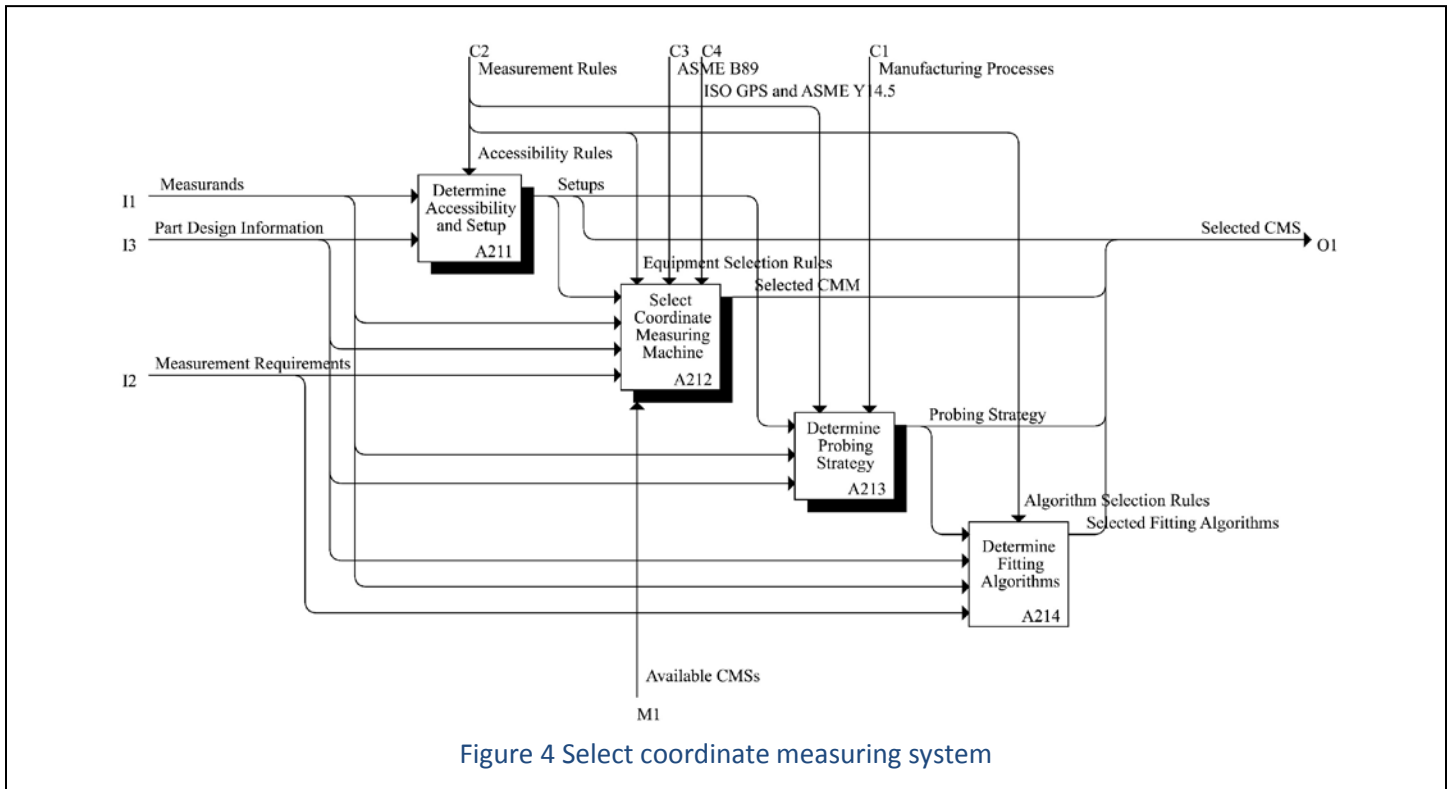 C2
C3 C4
C1
Measurement Rules
ASME B89
Manufacturing Processes
ISO GPS and ASME Y14.5
Accessibility Rules
I1
Measurands
Determine
Accessibility
and Setup
A211
Setups
I3
Part Design Information
Selected CMS
O1
Equipment Selection Rules
Selected CMM
Select
Coordinate
Measuring
Machine
A212
I2
Measurement Requirements
Determine
Probing
Strategy
A213
Probing Strategy
Algorithm Selection Rules
Selected Fitting Algorithms
Determine
Fitting
Algorithms
A214
Available CMSs
M1
Figure 4 Select coordinate measuring system